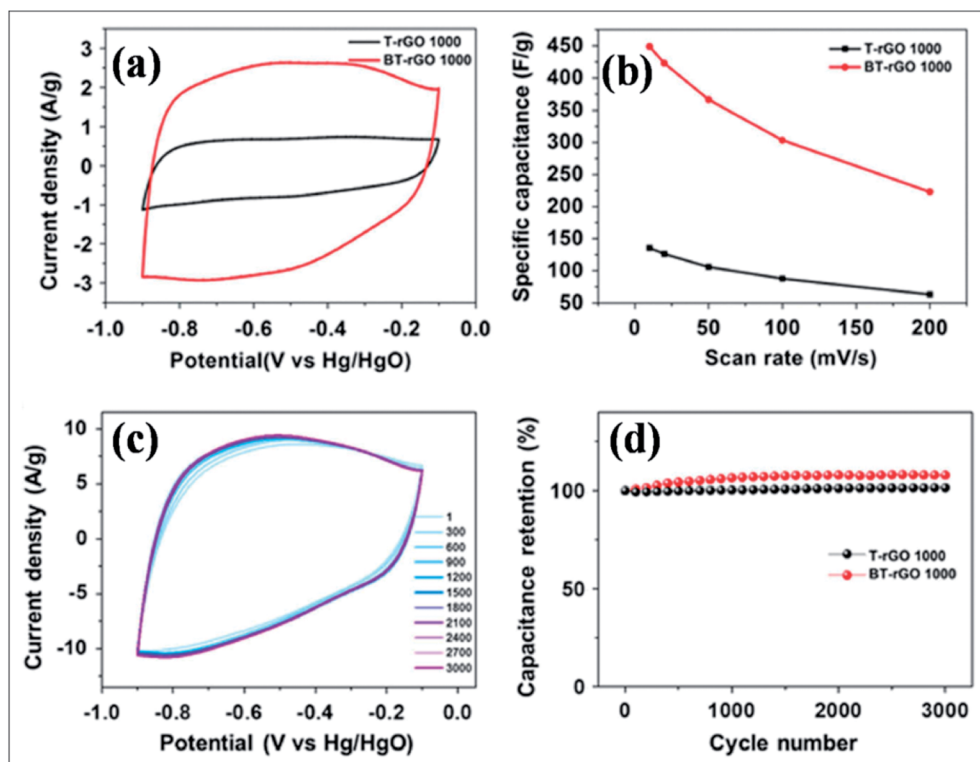 (a)
T-rGO 1000
BT-rGO 1000
Current density (A/g)
3
2
1
0
-1
-2
-3
-1.0 -0.8 -0.6 -0.4 -0.2 0.0
Potential(V vs Hg/HgO)
(b)
T-rGO 1000
BT-rGO 1000
Specific capacitance (F/g)
450
400
350
300
250
200
150
100
50
0 50 100 150 200
Scan rate (mV/s)
(c)
Current density (A/g)
10
5
0
-5
-10
1
300
600
900
1200
1500
1800
2100
2400
2700
3000
-1.0 -0.8 -0.6 -0.4 -0.2 0.0
Potential (V vs Hg/HgO)
(d)
Capacitance retention (%)
100
0
T-rGO 1000
BT-rGO 1000
0 1000 2000 3000
Cycle number